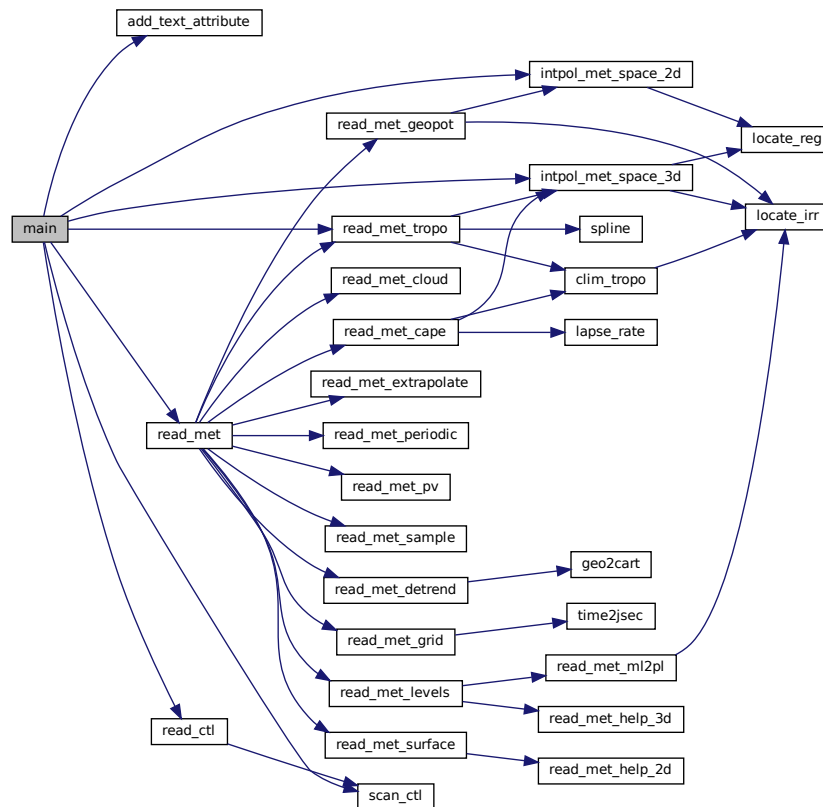 add_text_attribute
intpol_met_space_2d
read_met_geopot
locate_reg
intpol_met_space_3d
locate_irr
main
read_met_tropo
spline
read_met_cloud
clim_tropo
read_met_cape
lapse_rate
read_met_extrapolate
read_met
read_met_periodic
read_met_pv
read_met_sample
geo2cart
read_met_detrend
time2jsec
read_met_grid
read_met_ml2pl
read_met_levels
read_met_help_3d
read_ctl
read_met_surface
read_met_help_2d
scan_ctl